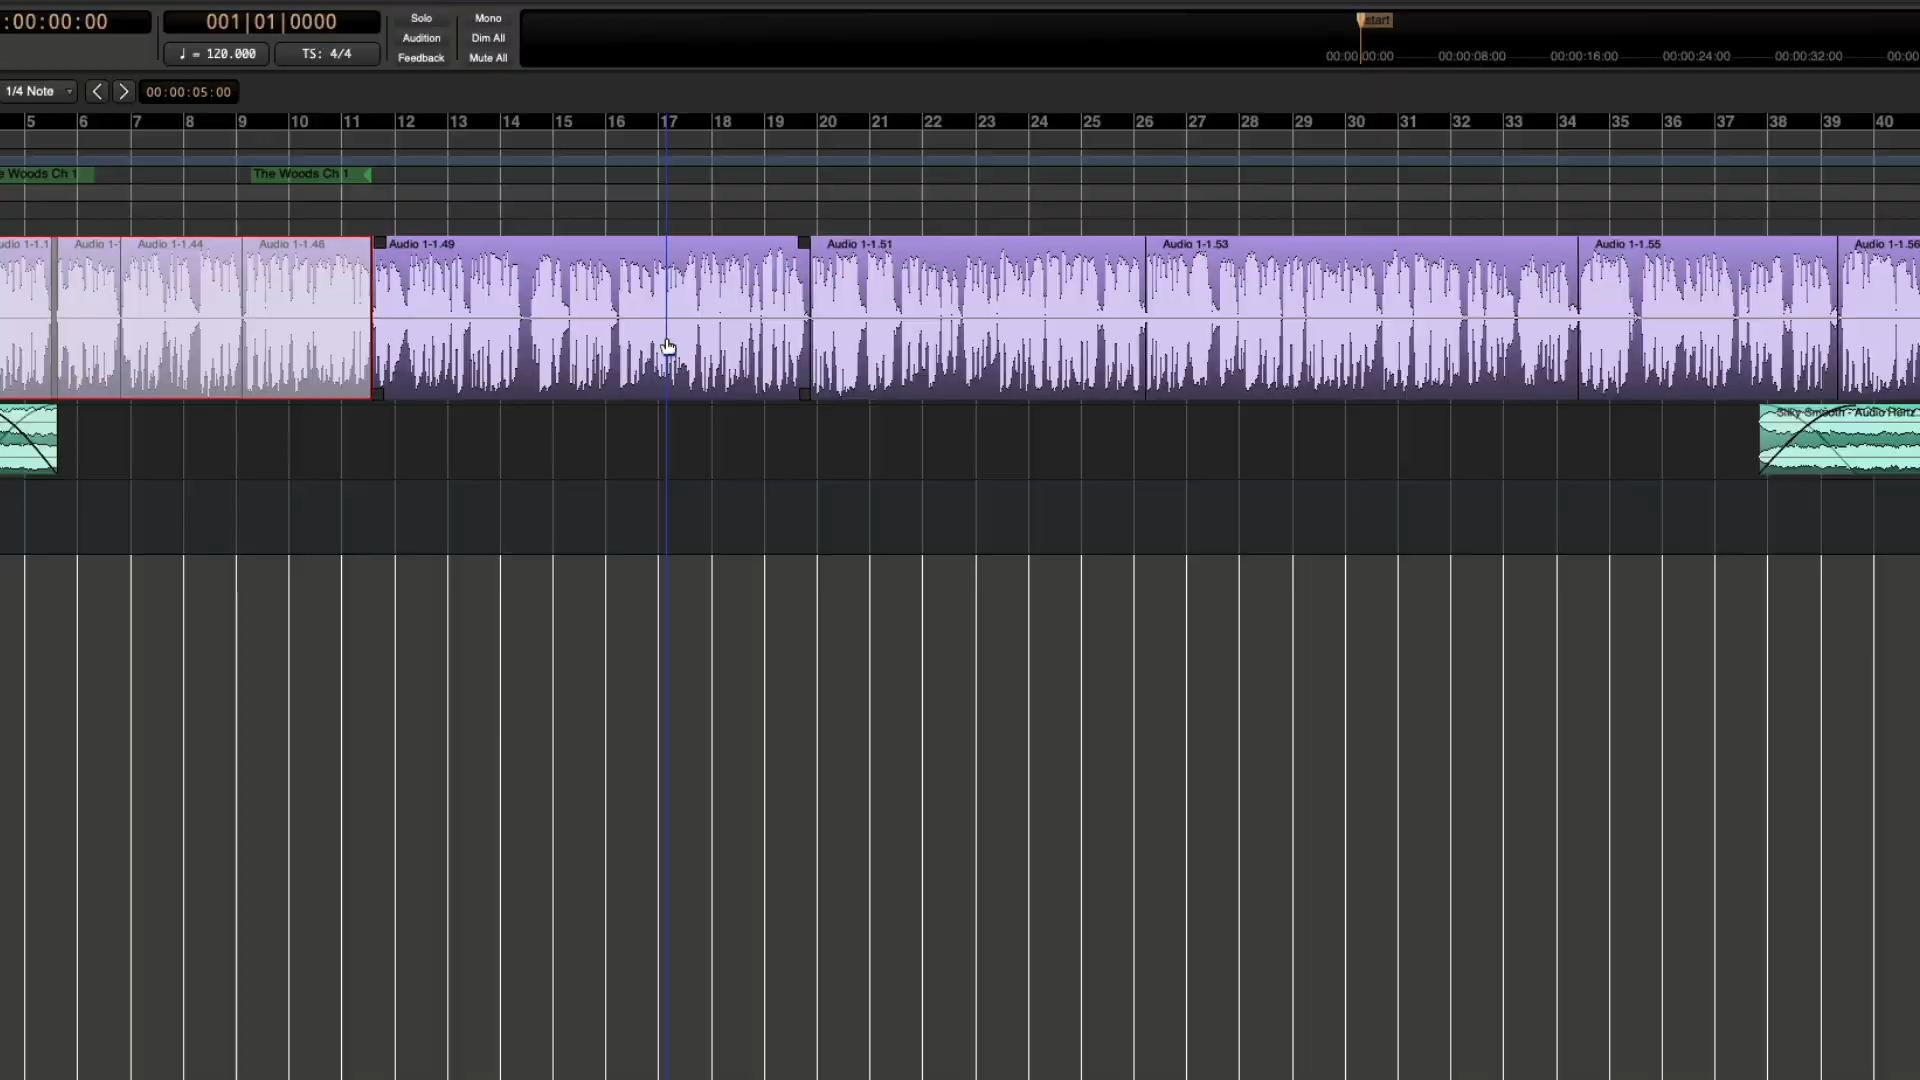 :00:00:00
001|01|0000
♩ = 120.000
TS: 4/4
Solo
Audition
Feedback
Mono
Dim All
Mute All
start
00:00:00:00
00:00:08:00
00:00:16:00
00:00:24:00
00:00:32:00
00:00
1/4 Note
00:00:05:00
5 6 7 8 9 10 11 12 13 14 15 16 17 18 19 20 21 22 23 24 25 26 27 28 29 30 31 32 33 34 35 36 37 38 39 40
e Woods Ch 1
The Woods Ch 1
udio 1-1.1
Audio 1-
Audio 1-1.44
Audio 1-1.46
Audio 1-1.49
Audio 1-1.51
Audio 1-1.53
Audio 1-1.55
Audio 1-1.56
Silky Smooth - Audio Hertz